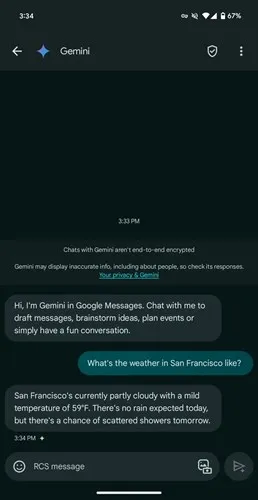 3:34
67%
Gemini
3:33 PM
Chats with Gemini aren't end-to-end encrypted
Gemini may display inaccurate info, including about people, so check its responses.
Your privacy & Gemini
Hi, I'm Gemini in Google Messages. Chat with me to
draft messages, brainstorm ideas, plan events or
simply have a fun conversation.
What's the weather in San Francisco like?
San Francisco's currently partly cloudy with a mild
temperature of 59°F. There's no rain expected today,
but there's a chance of scattered showers tomorrow.
3:34 PM
RCS message